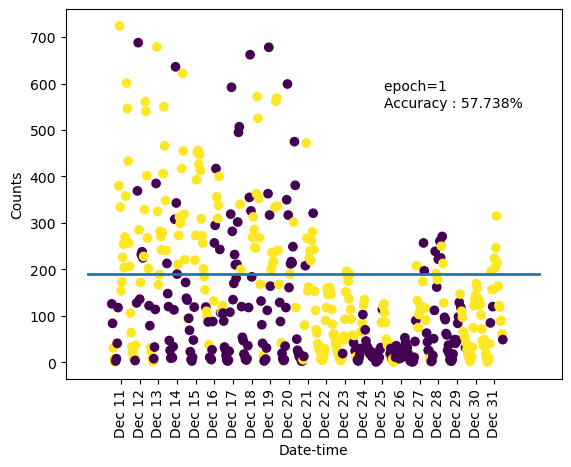 700
600
500
400
300
200
100
0
Counts
epoch=1
Accuracy : 57.738%
Dec 11
Dec 12
Dec 13
Dec 14
Dec 15
Dec 16
Dec 17
Dec 18
Dec 19
Dec 20
Dec 21
Dec 22
Dec 23
Dec 24
Dec 25
Dec 26
Dec 27
Dec 28
Dec 29
Dec 30
Dec 31
Date-time